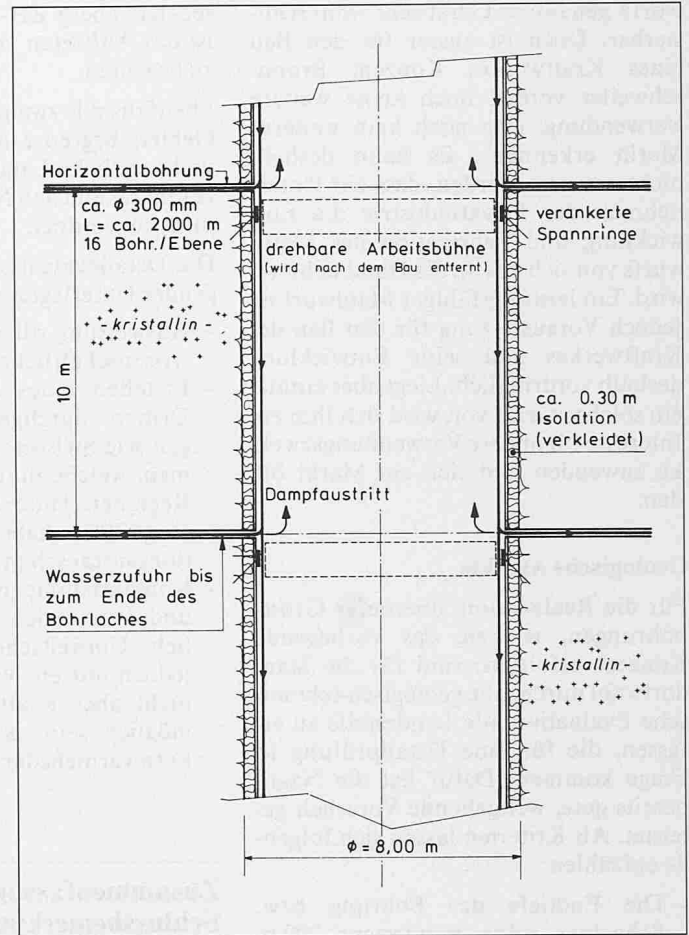 Horizontalbohrung
ca. φ 300 mm
L = ca. 2000 m
16 Bohr./Ebene
kristallin
10 m
Hochbohr - Arbeitsbühne
(wird nach dem Bau entfernt)
verankerte
Spannringe
ca. 0.30 m
Isolation
(verkleidet)
Dampfaustritt
Wasserzufuhr bis
zum Ende des
Bohrloches
kristallin
φ = 8,00 m